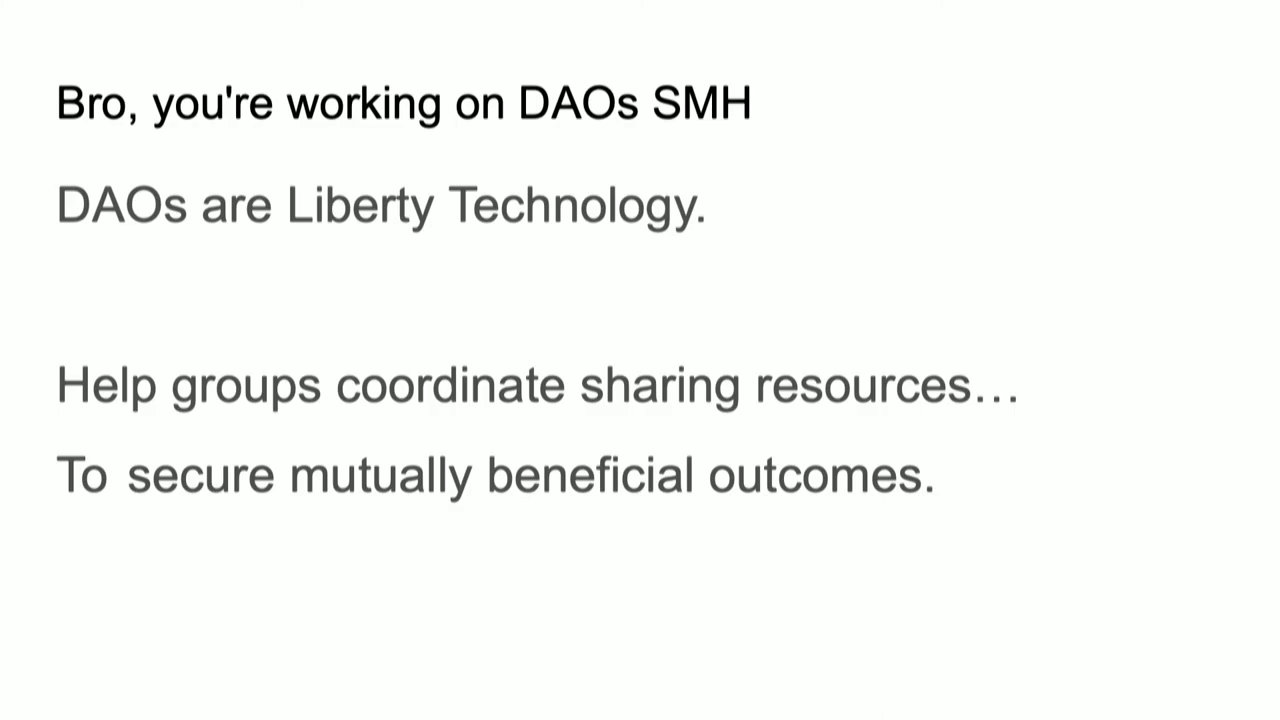 Bro, you're working on DAOs SMH
DAOs are Liberty Technology.
Help groups coordinate sharing resources…
To secure mutually beneficial outcomes.